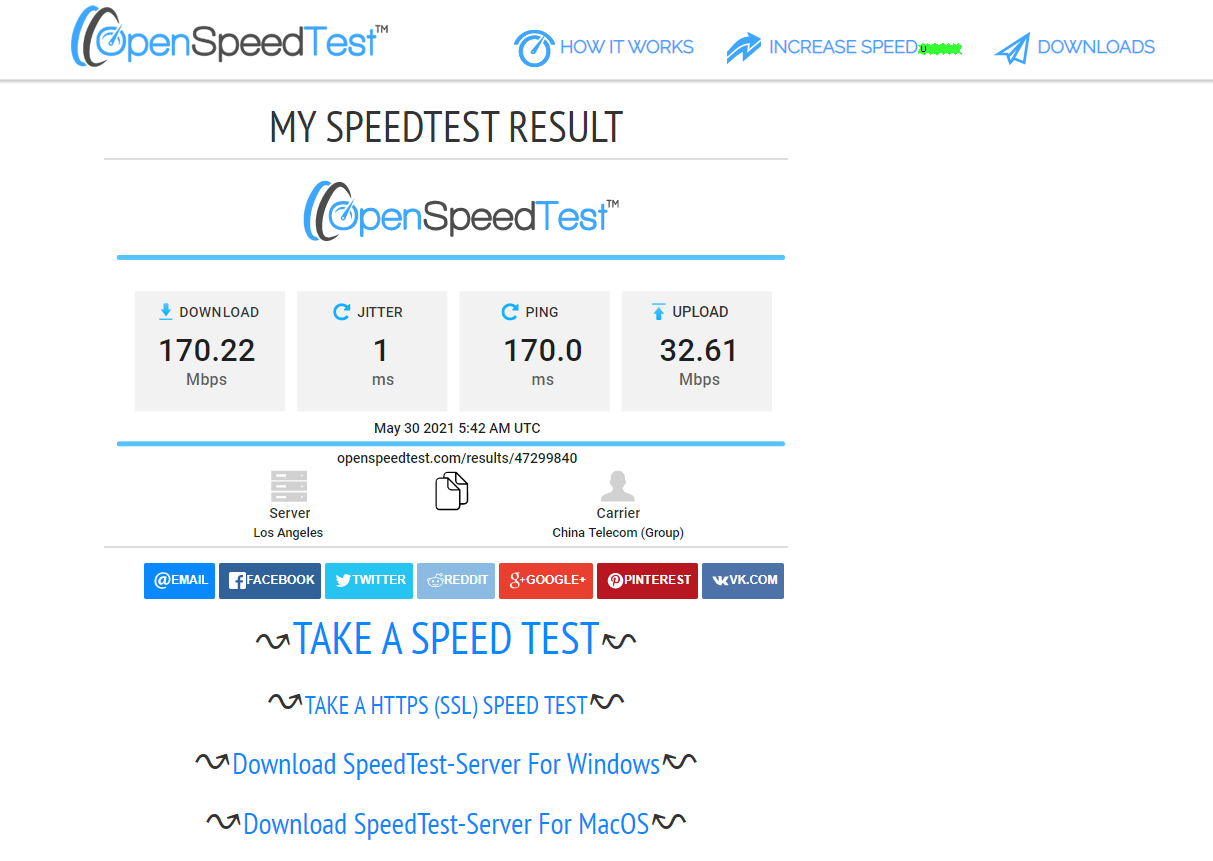 OpenSpeedTest™
HOW IT WORKS
INCREASE SPEED
DOWNLOADS
MY SPEEDTEST RESULT
OpenSpeedTest™
DOWNLOAD JITTER PING UPLOAD
170.22 1 170.0 32.61
Mbps ms ms Mbps
May 30 2021 5:42 AM UTC
openspeedtest.com/results/47299840
Server Carrier
Los Angeles China Telecom (Group)
@EMAIL FACEBOOK TWITTER REDDIT g+GOOGLE+ PINTEREST VK.COM
TAKE A SPEED TEST
TAKE A HTTPS (SSL) SPEED TEST
Download SpeedTest-Server For Windows
Download SpeedTest-Server For MacOS